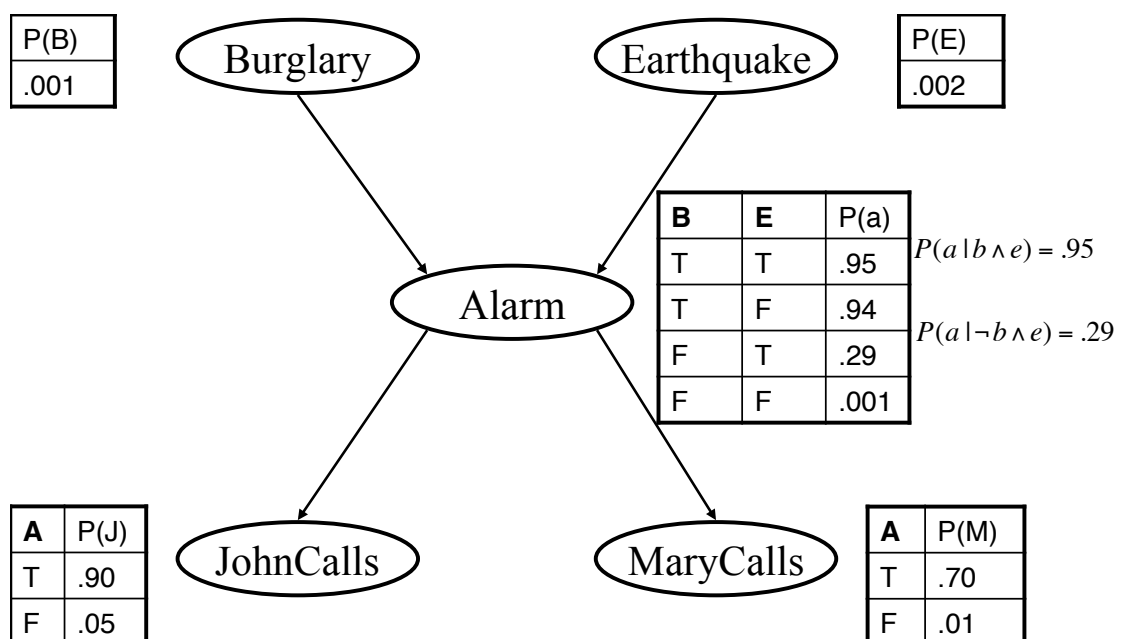 P(B)
.001
Burglary
Earthquake
P(E)
.002
B E P(a)
T T .95
T F .94
F T .29
F F .001
P(a | b ∧ e) = .95
P(a | ¬b ∧ e) = .29
Alarm
A P(J)
T .90
F .05
JohnCalls
MaryCalls
A P(M)
T .70
F .01